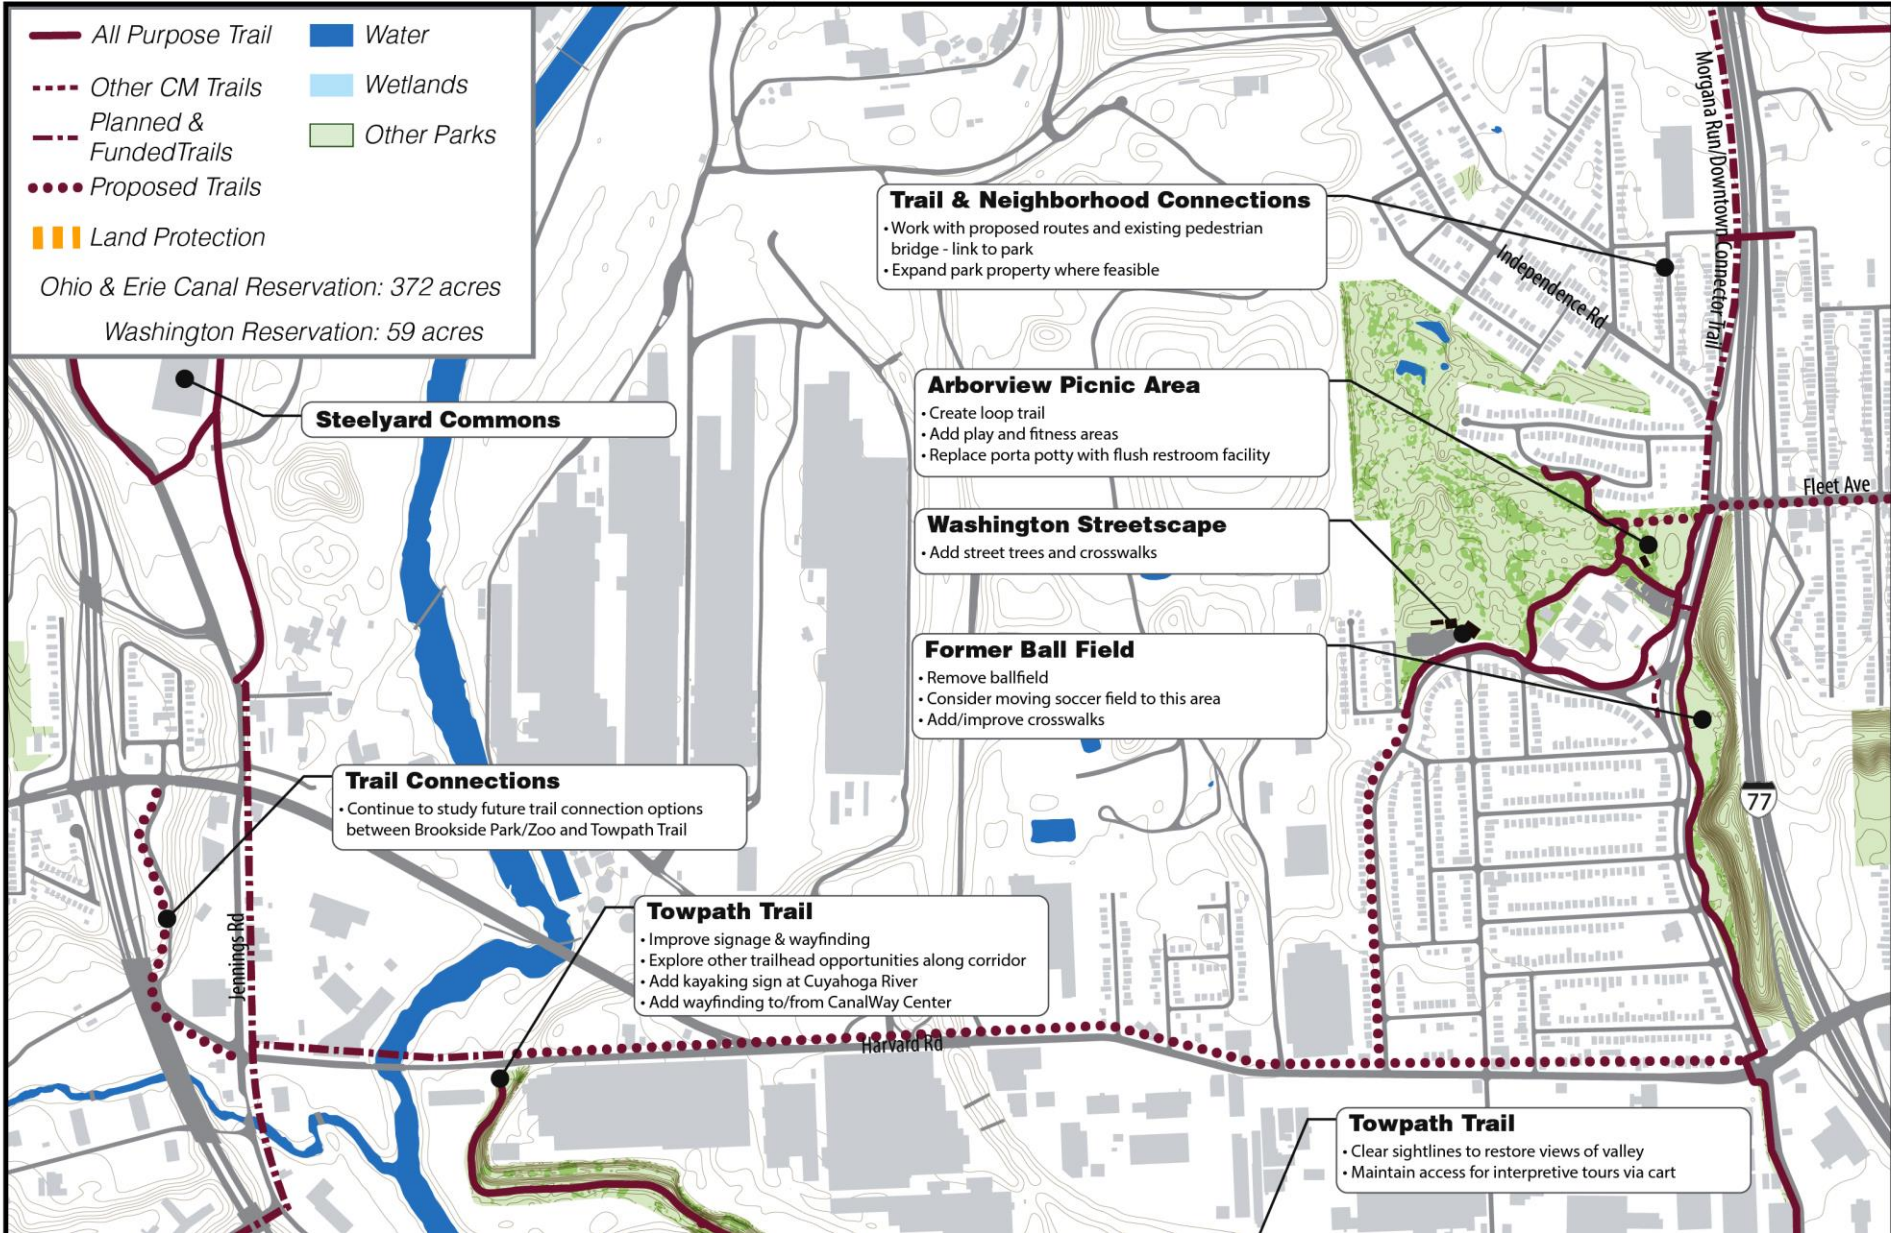 All Purpose Trail
Other CM Trails
Planned &
FundedTrails
Proposed Trails
Land Protection
Water
Wetlands
Other Parks
Ohio & Erie Canal Reservation: 372 acres
Washington Reservation: 59 acres
Steelyard Commons
Trail & Neighborhood Connections
• Work with proposed routes and existing pedestrian
bridge - link to park
• Expand park property where feasible
Independence Rd
Morgana Run/Downtown Connector Trail
Arborview Picnic Area
• Create loop trail
• Add play and fitness areas
• Replace porta potty with flush restroom facility
Fleet Ave
Washington Streetscape
• Add street trees and crosswalks
Former Ball Field
• Remove ballfield
• Consider moving soccer field to this area
• Add/improve crosswalks
77
Trail Connections
• Continue to study future trail connection options
between Brookside Park/Zoo and Towpath Trail
Jennings Rd
Towpath Trail
• Improve signage & wayfinding
• Explore other trailhead opportunities along corridor
• Add kayaking sign at Cuyahoga River
• Add wayfinding to/from CanalWay Center
Harvard Rd
Towpath Trail
• Clear sightlines to restore views of valley
• Maintain access for interpretive tours via cart